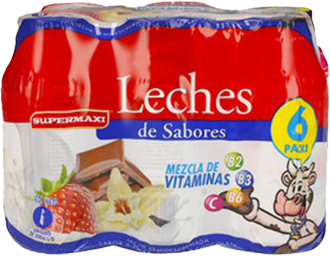 Leches
SUPERMAXI
de Sabores
6
PAX!
MEZCLA DE
VITAMINAS
B2
B3
C
B6